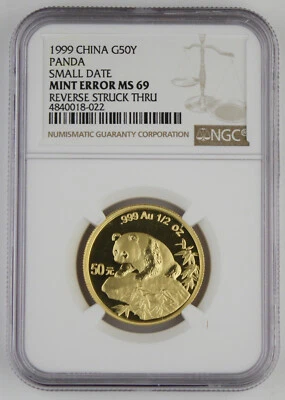 1999 CHINA G50Y
PANDA
SMALL DATE
MINT ERROR MS 69
REVERSE STRUCK THRU
4840018-022
NUMISMATIC GUARANTY CORPORATION
NGC
.999 Au 1/2 oz
50元